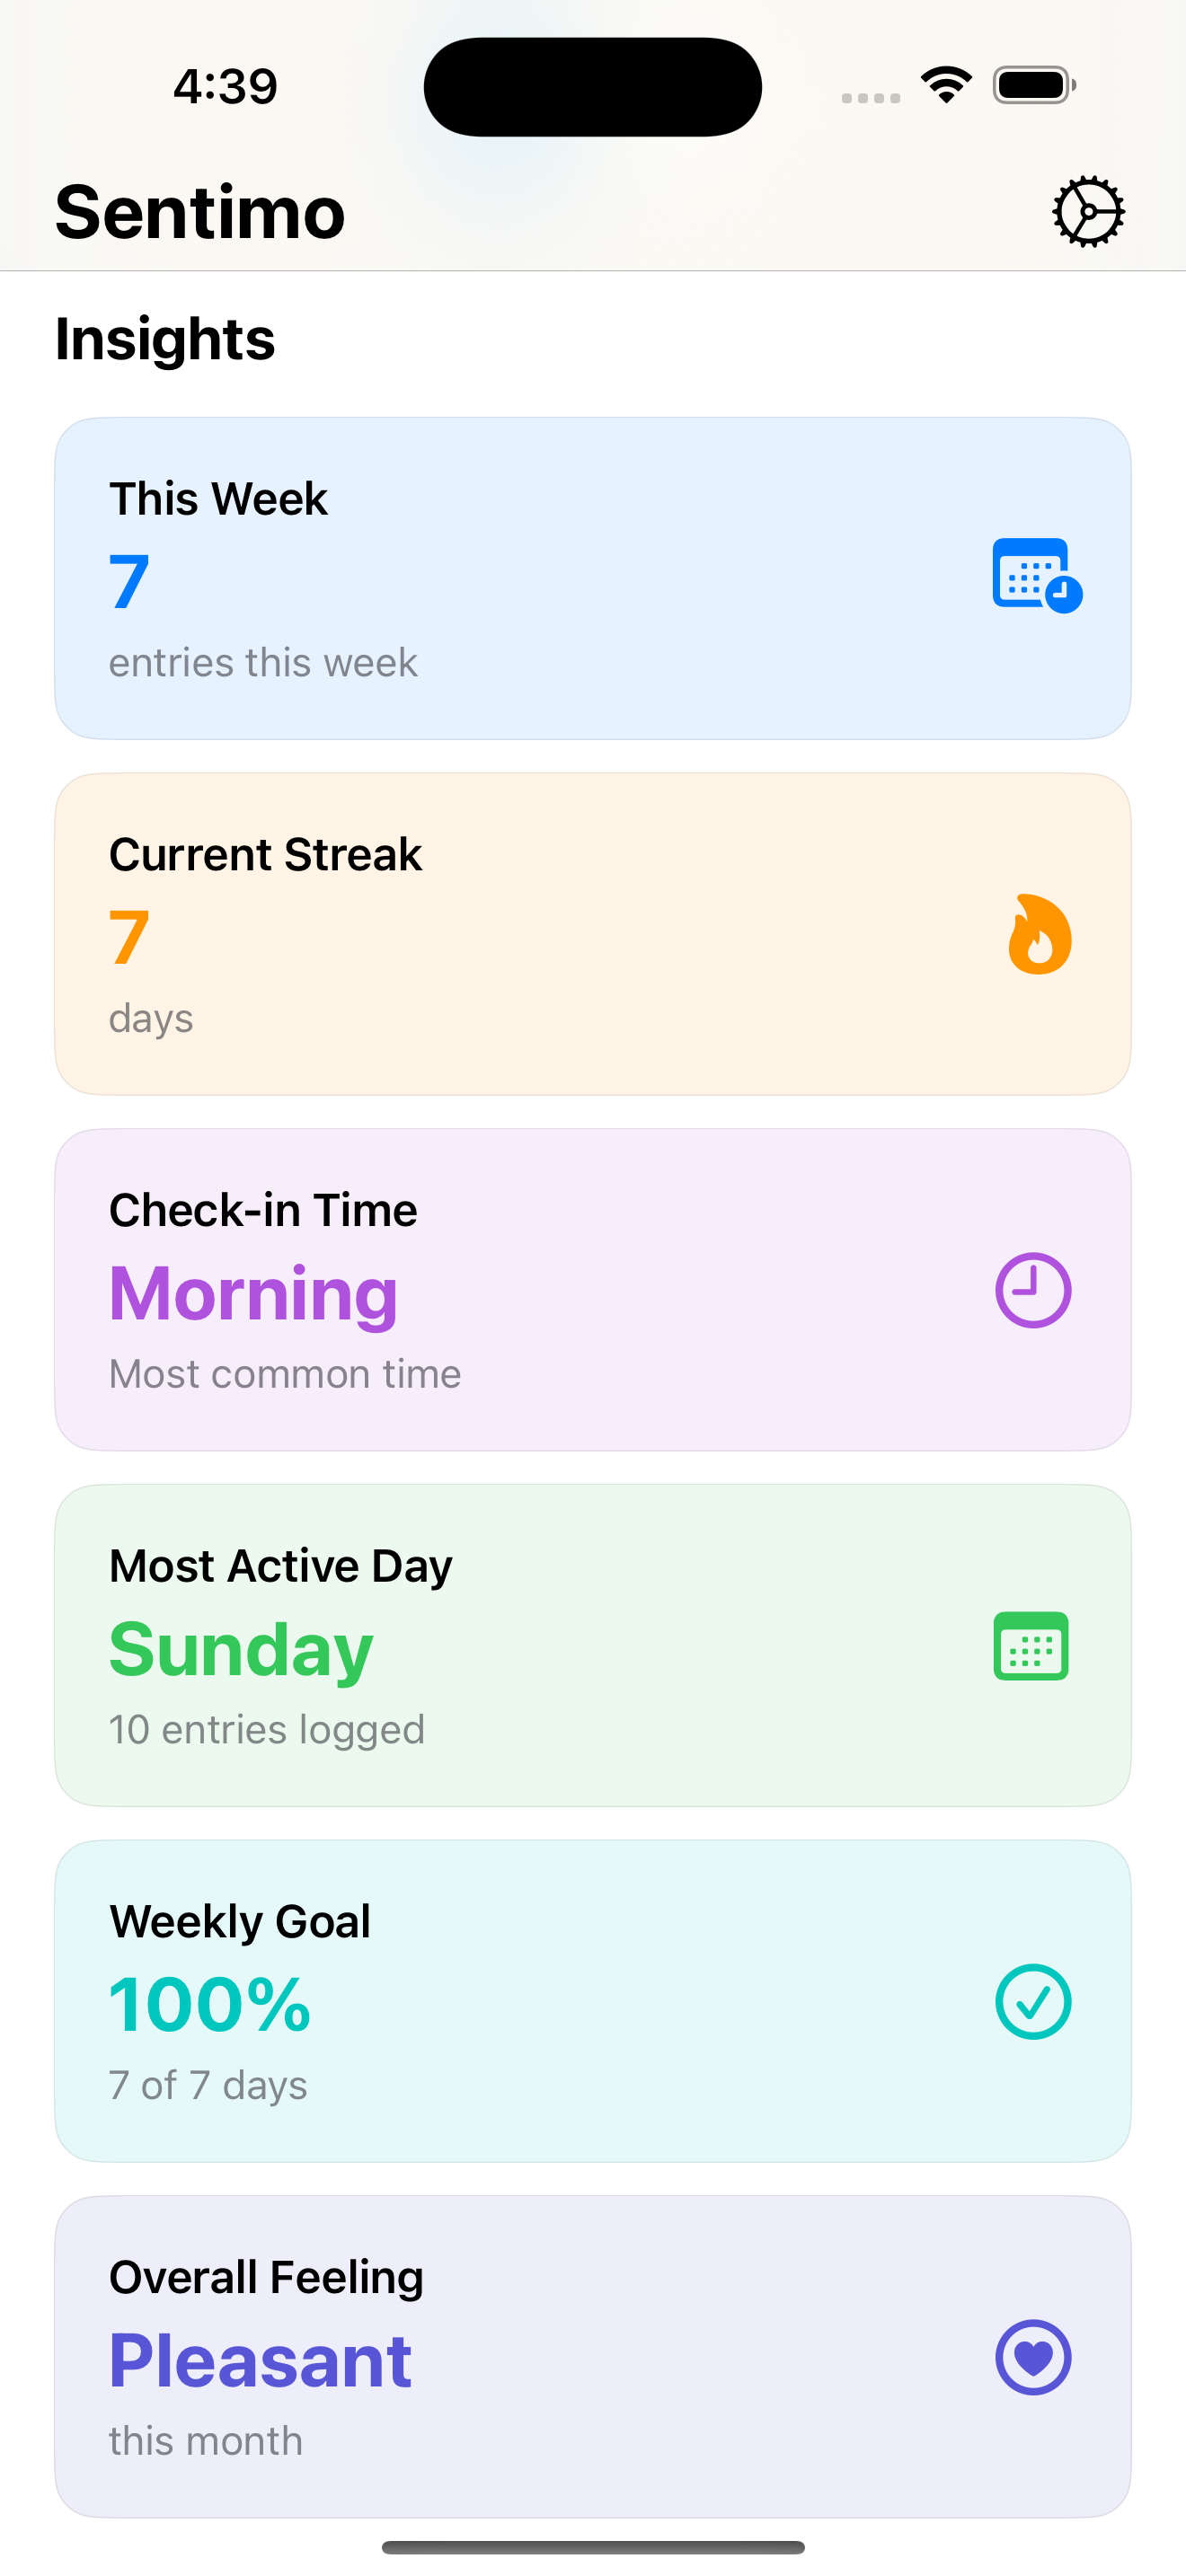 4:39
Sentimo
Insights
This Week
7
entries this week
Current Streak
7
days
Check-in Time
Morning
Most common time
Most Active Day
Sunday
10 entries logged
Weekly Goal
100%
7 of 7 days
Overall Feeling
Pleasant
this month